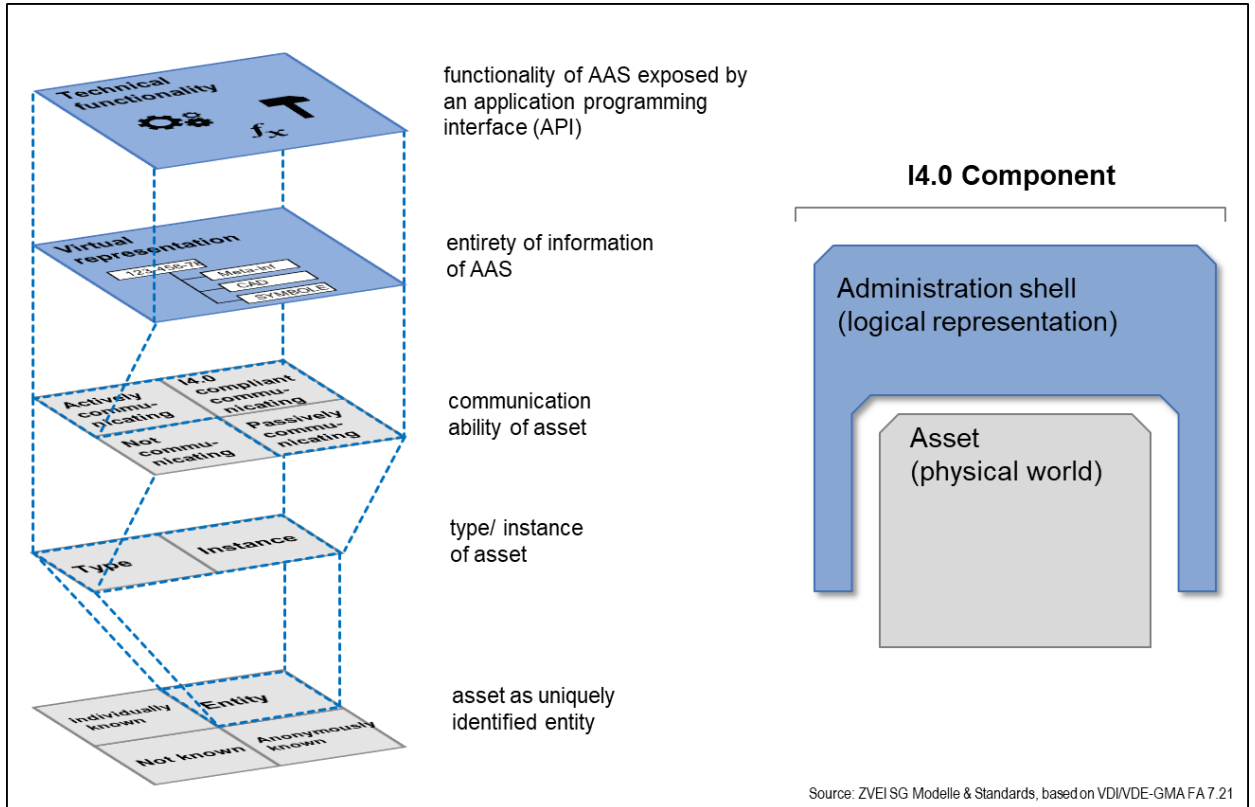 Technical
functionality
fx
functionality of AAS exposed by
an application programming
interface (API)
Virtual
representation
123-456-78
Meta-inf
CAD
SYMBOLE
entirety of information
of AAS
Actively
commu-
nicating
I4.0
compliant
commu-
nicating
Not
commu-
nicating
Passively
commu-
nicating
communication
ability of asset
Type
Instance
type/ instance
of asset
Individually
known
Entity
Not known
Anonymously
known
asset as uniquely
identified entity
I4.0 Component
Administration shell
(logical representation)
Asset
(physical world)
Source: ZVEI SG Modelle & Standards, based on VDI/VDE-GMA FA 7.21